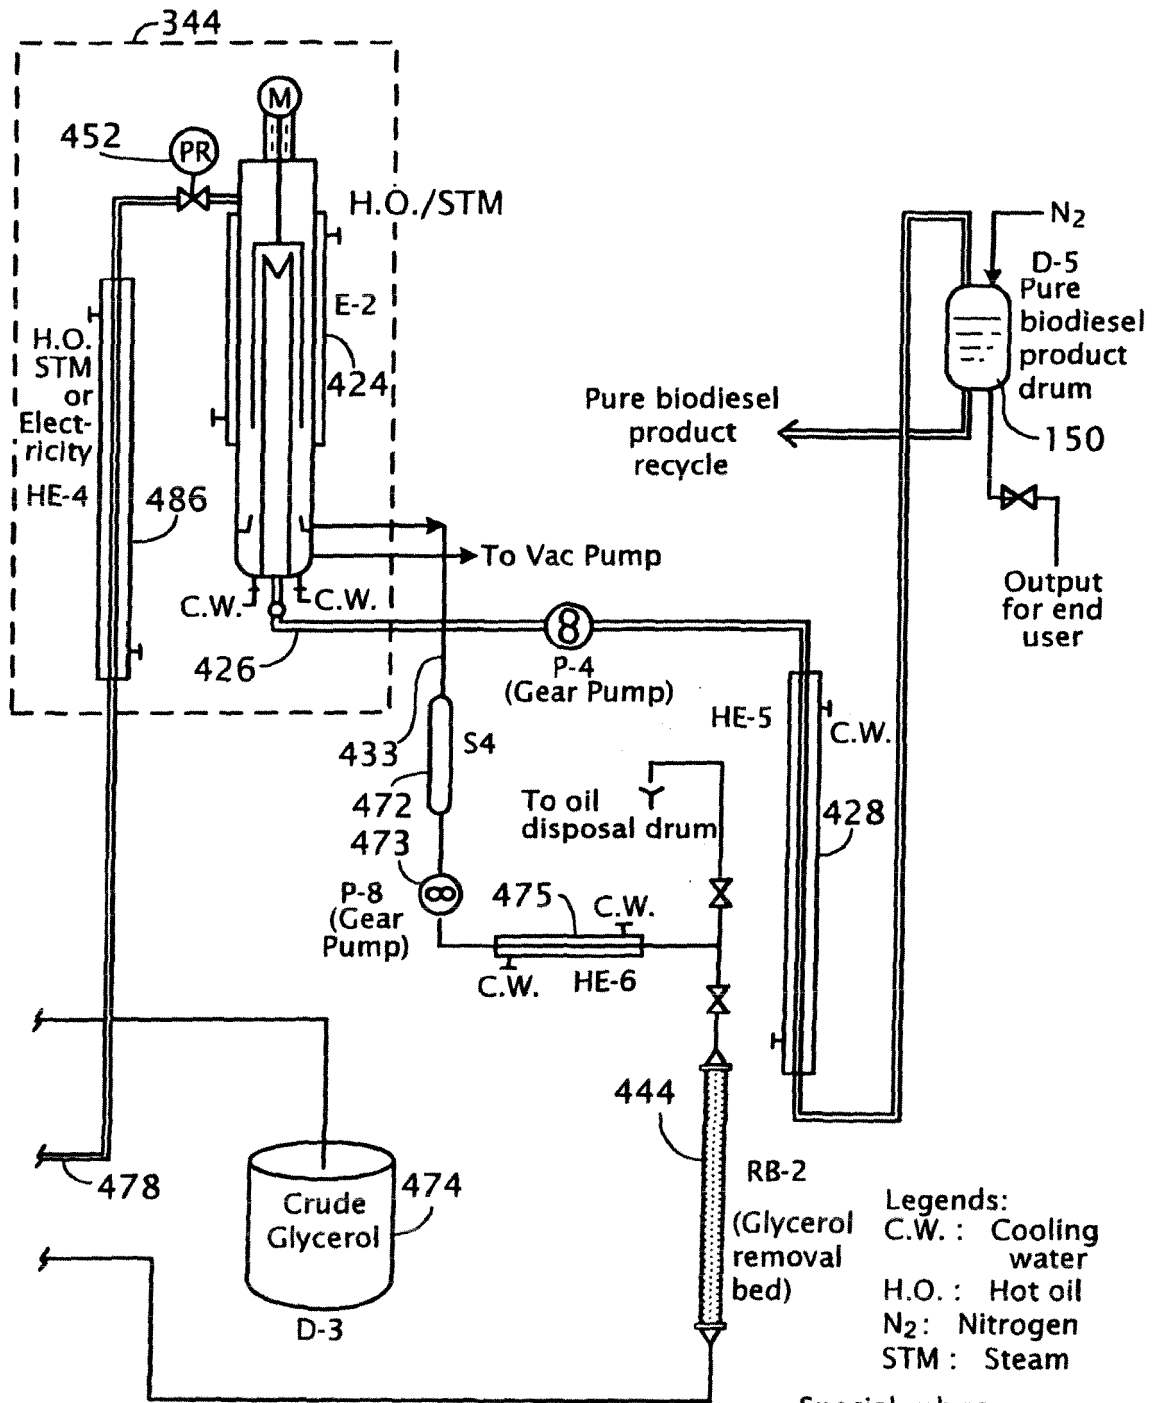 344
M
452
PR
H.O./STM
N2
D-5
Pure
biodiesel
product
drum
150
E-2
424
H.O.
STM
or
Elect-
ricity
HE-4
486
Pure biodiesel
product
recycle
To Vac Pump
C.W.
C.W.
Output
for end
user
426
P-4
(Gear Pump)
433
S4
472
HE-5
C.W.
To oil
disposal drum
428
473
P-8
(Gear
Pump)
475
C.W.
C.W.
HE-6
444
478
474
Crude
Glycerol
D-3
RB-2
(Glycerol
removal
bed)
Legends:
C.W. : Cooling
water
H.O. : Hot oil
N2 : Nitrogen
STM : Steam